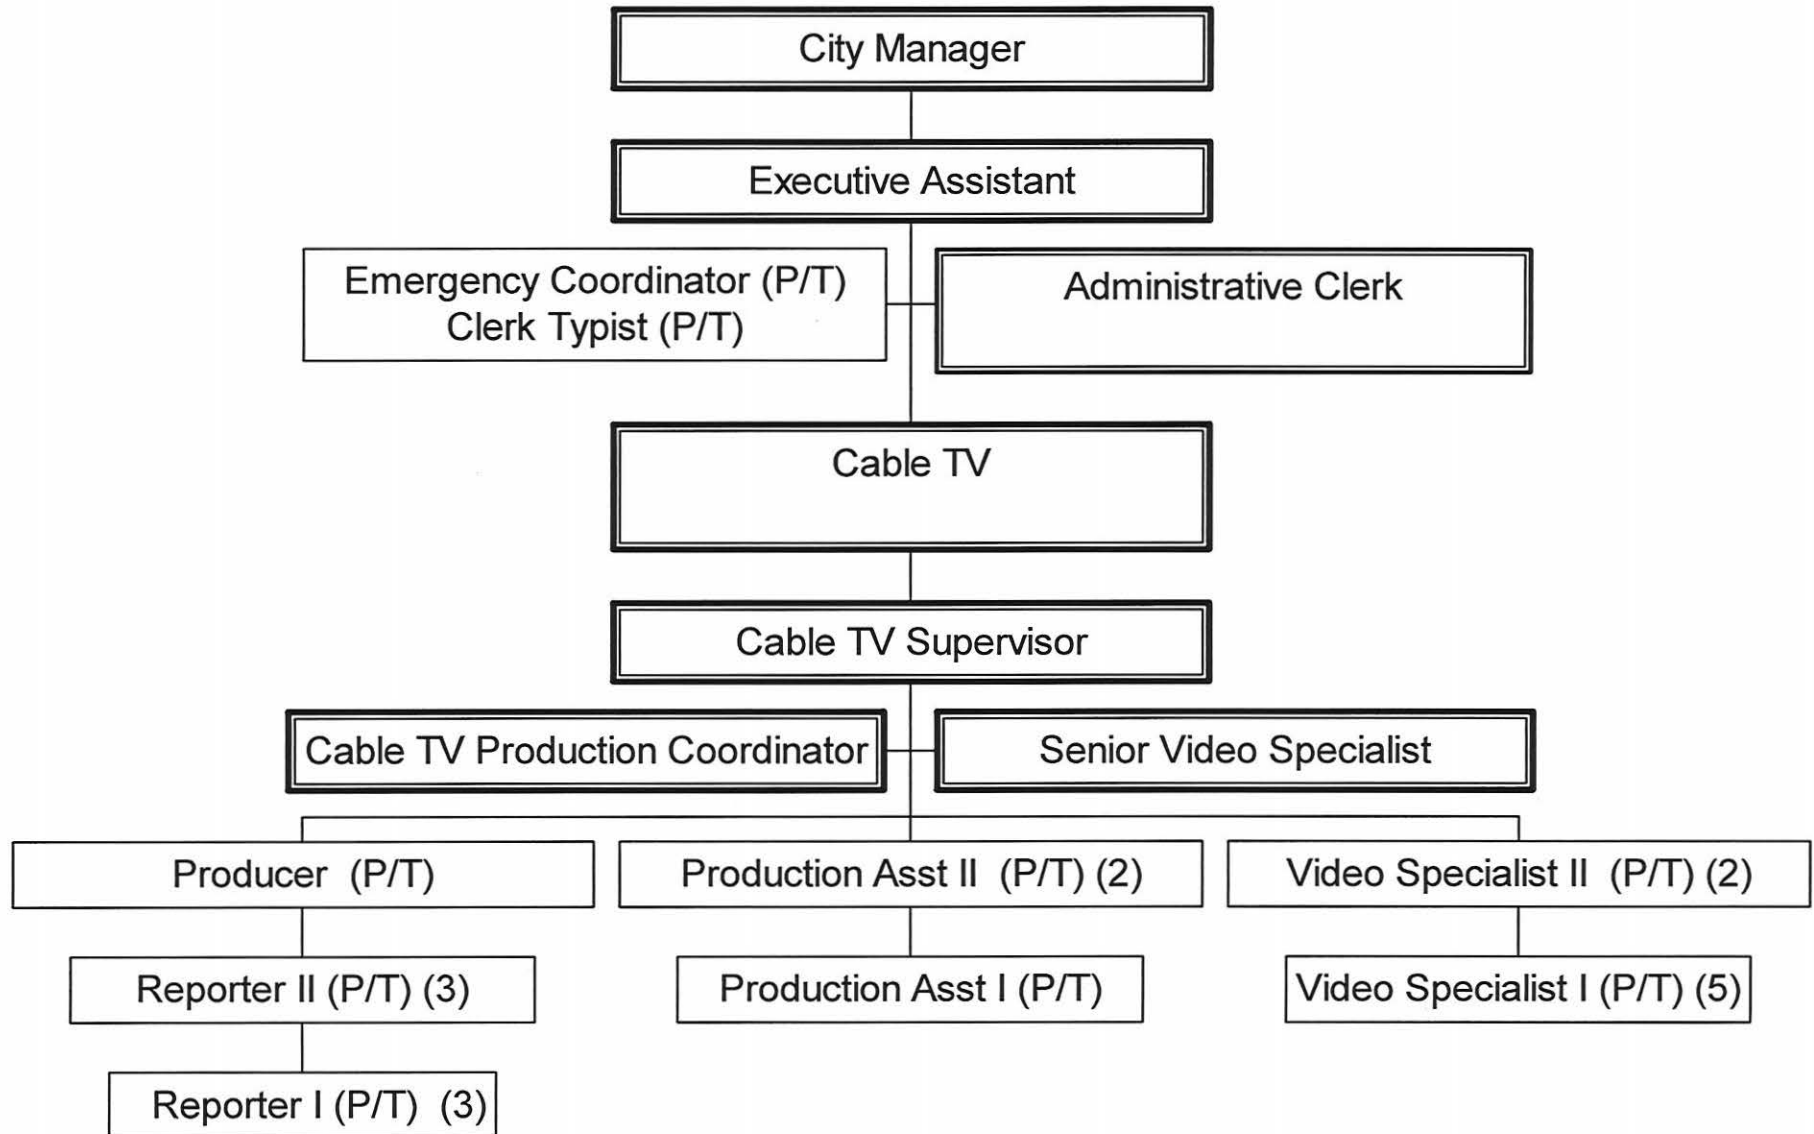 City Manager
Executive Assistant
Emergency Coordinator (P/T)
Clerk Typist (P/T)
Administrative Clerk
Cable TV
Cable TV Supervisor
Cable TV Production Coordinator
Senior Video Specialist
Producer (P/T)
Production Asst II (P/T) (2)
Video Specialist II (P/T) (2)
Reporter II (P/T) (3)
Production Asst I (P/T)
Video Specialist I (P/T) (5)
Reporter I (P/T) (3)